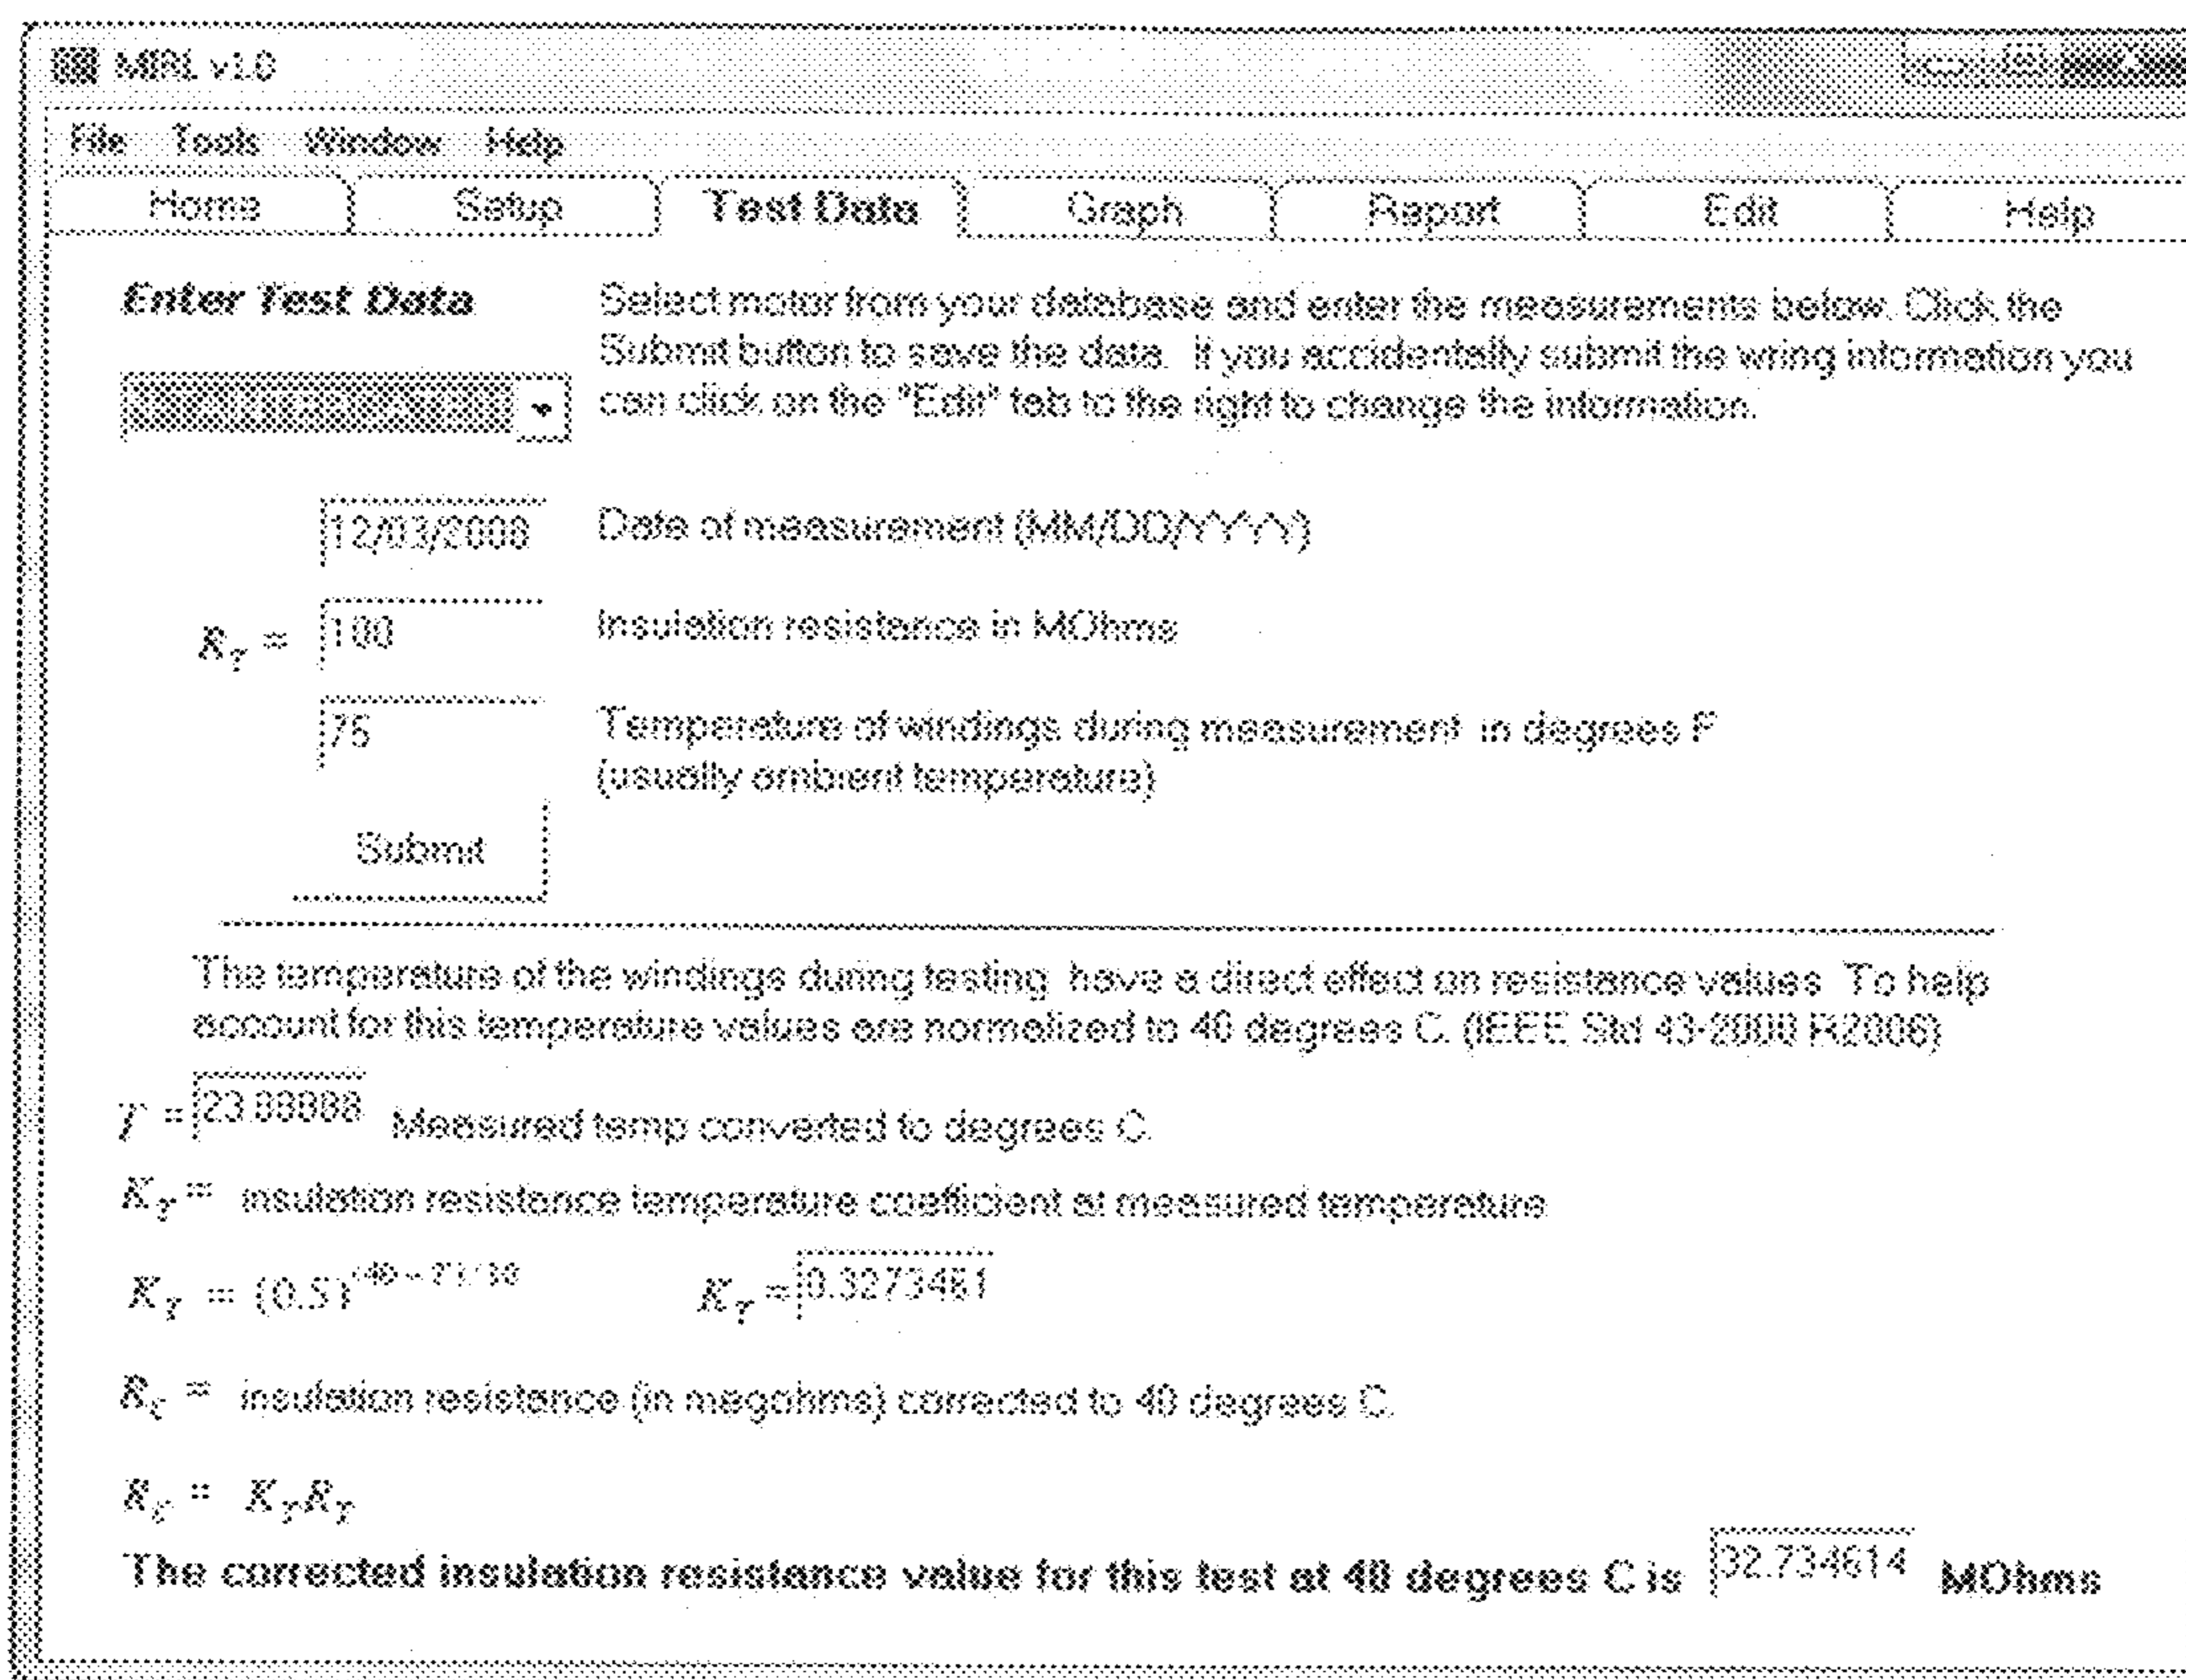 MIRL v1.0
File Tools Window Help
Home Setup Test Data Graph Report Edit Help
Enter Test Data
Select motor from your database and enter the measurements below. Click the
Submit button to save the data. If you accidentally submit the wring information you
can click on the "Edit" tab to the right to change the information.
12/03/2008 Date of measurement (MM/DD/YYYY)
R_T = 100 Insulation resistance in MOhms
75 Temperature of windings during measurement in degrees F
(usually ambient temperature)
Submit
The temperature of the windings during testing have a direct effect on resistance values To help
account for this temperature values are normalized to 40 degrees C. (IEEE Std 43-2000 R2006)
T = 23.88888 Measured temp converted to degrees C.
K_T = insulation resistance temperature coefficient at measured temperature
K_T = (0.5)^(40 - T)/10 K_T = 0.3273461
R_C = insulation resistance (in megohms) corrected to 40 degrees C.
R_C = K_T R_T
The corrected insulation resistance value for this test at 40 degrees C is 32.734614 MOhms